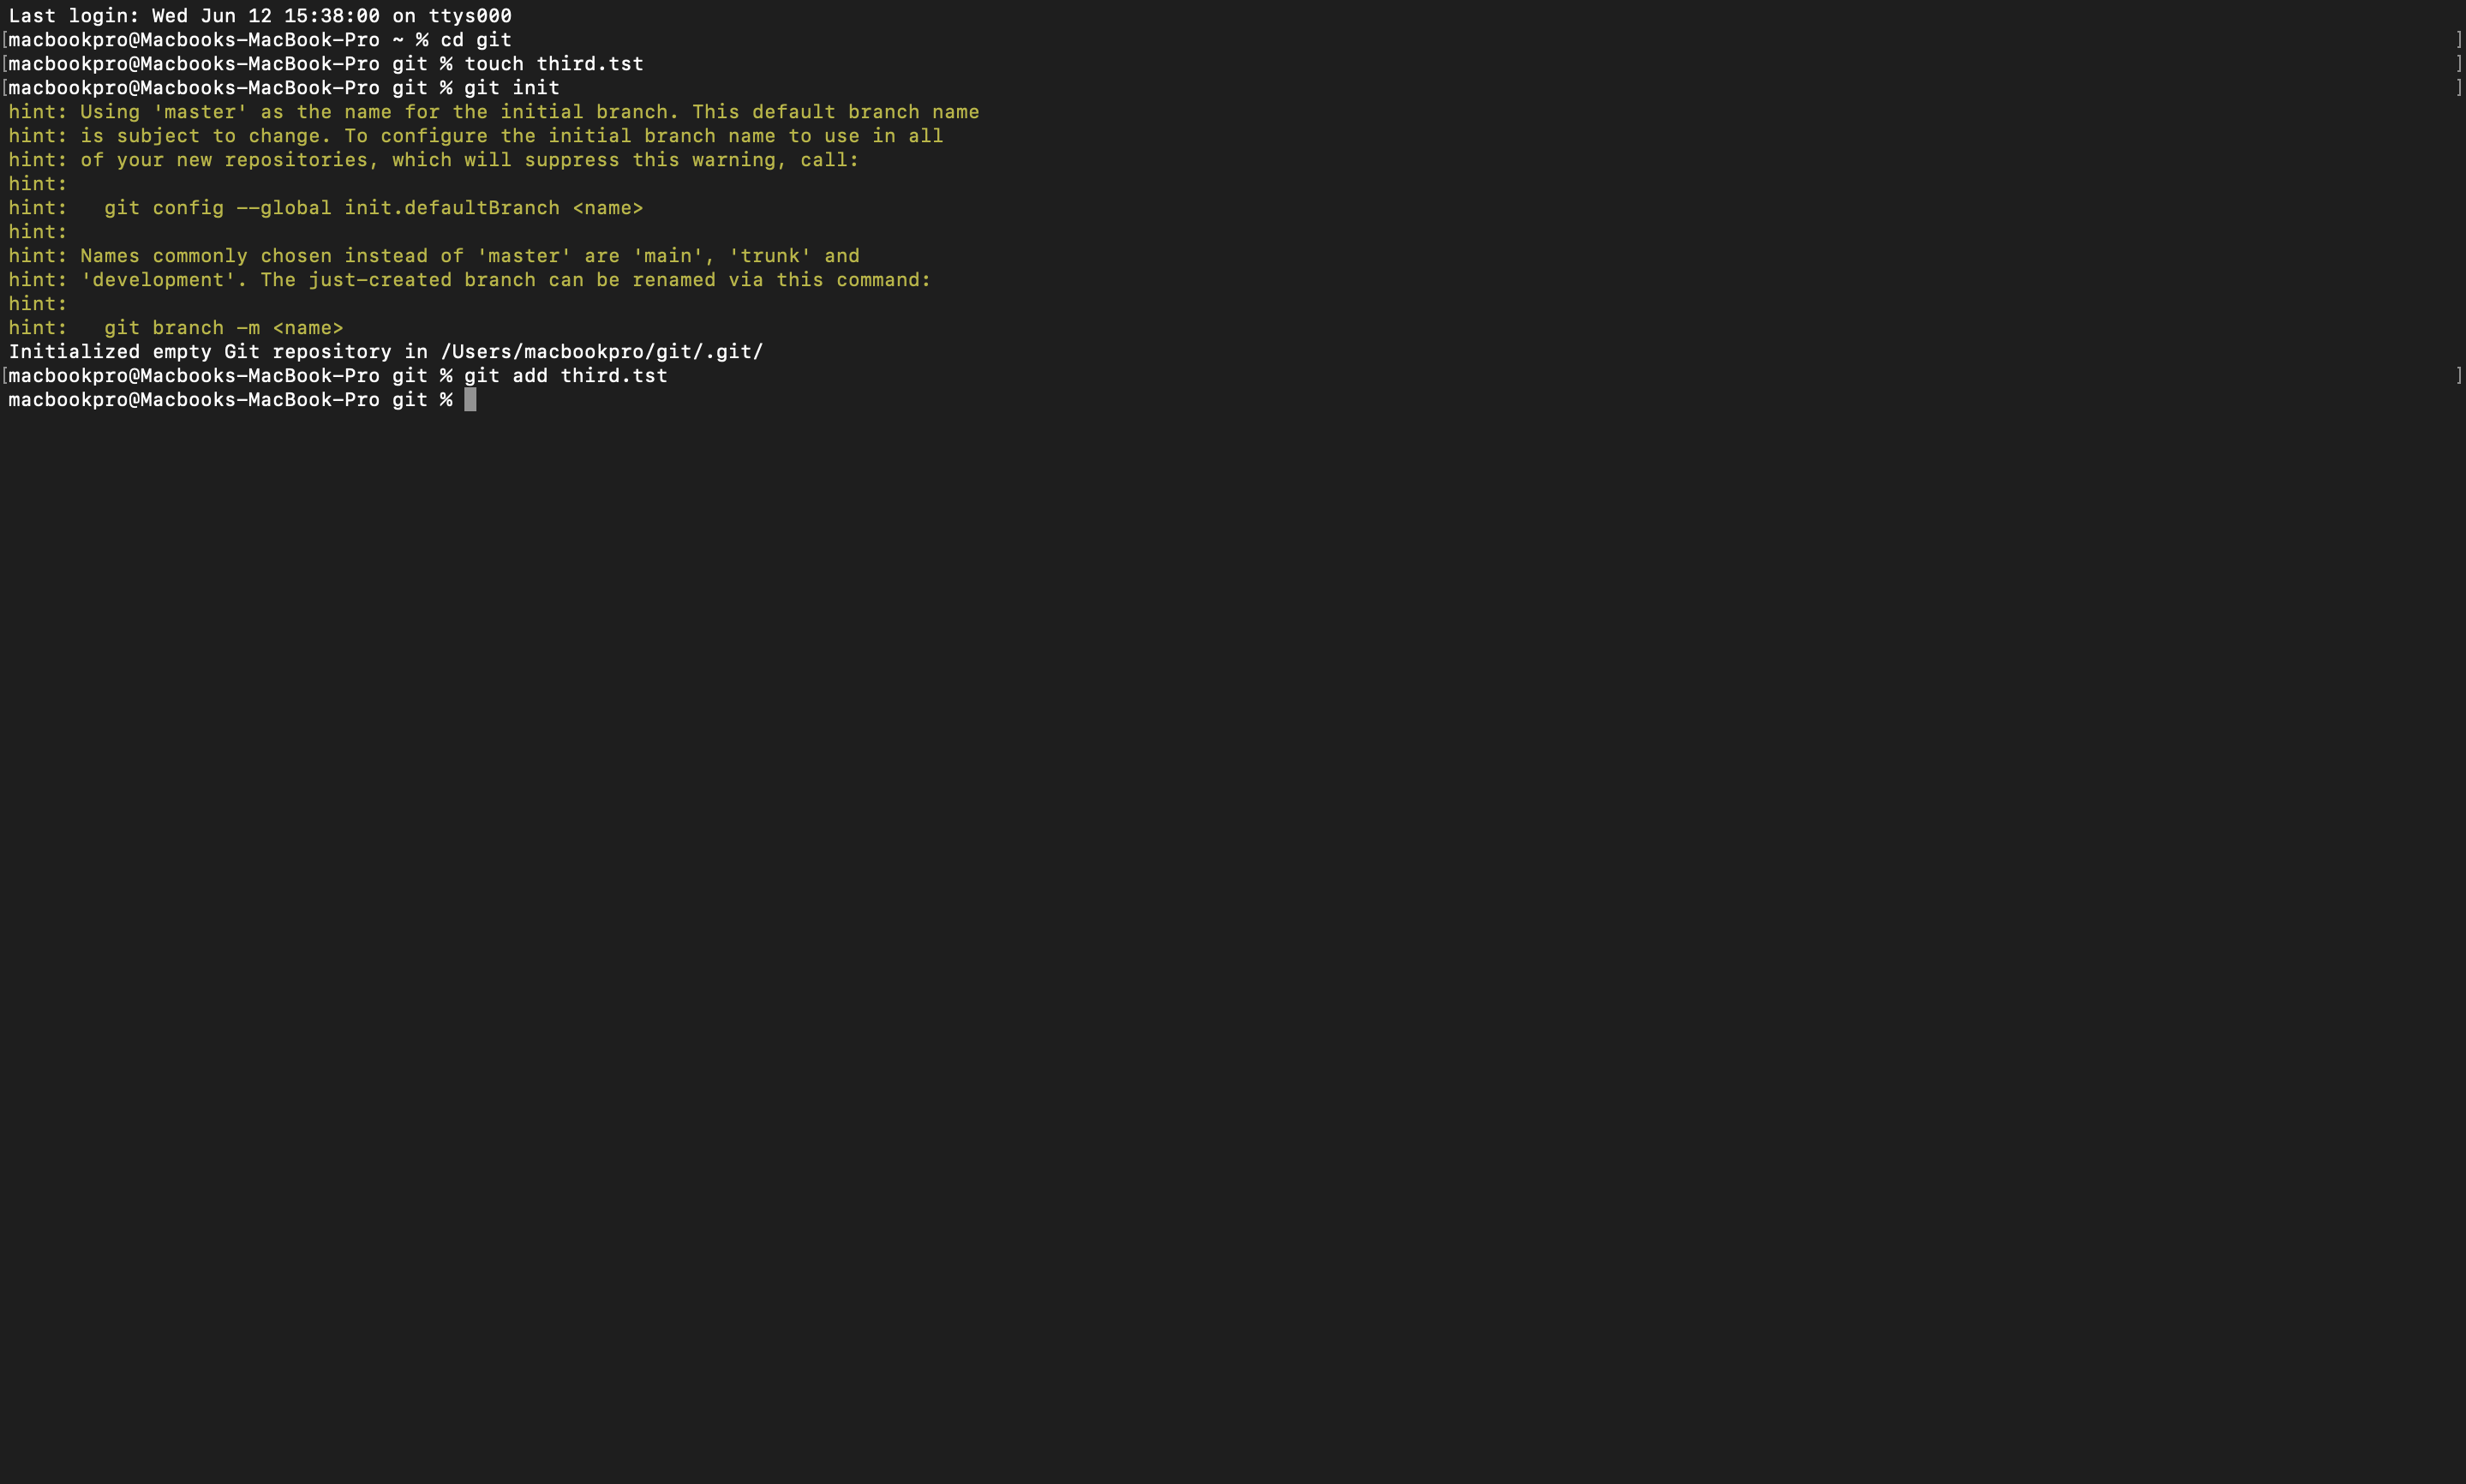 Last login: Wed Jun 12 15:38:00 on ttys000
[macbookpro@Macbooks-MacBook-Pro ~ % cd git ]
[macbookpro@Macbooks-MacBook-Pro git % touch third.tst ]
[macbookpro@Macbooks-MacBook-Pro git % git init ]
hint: Using 'master' as the name for the initial branch. This default branch name
hint: is subject to change. To configure the initial branch name to use in all
hint: of your new repositories, which will suppress this warning, call:
hint:
hint:   git config --global init.defaultBranch <name>
hint:
hint: Names commonly chosen instead of 'master' are 'main', 'trunk' and
hint: 'development'. The just-created branch can be renamed via this command:
hint:
hint:   git branch -m <name>
Initialized empty Git repository in /Users/macbookpro/git/.git/
[macbookpro@Macbooks-MacBook-Pro git % git add third.tst ]
macbookpro@Macbooks-MacBook-Pro git %